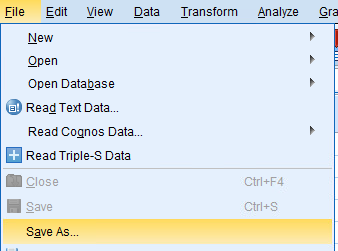 File Edit View Data Transform Analyze Gra
New
Open
Open Database
Read Text Data...
Read Cognos Data...
Read Triple-S Data
Close Ctrl+F4
Save Ctrl+S
Save As...